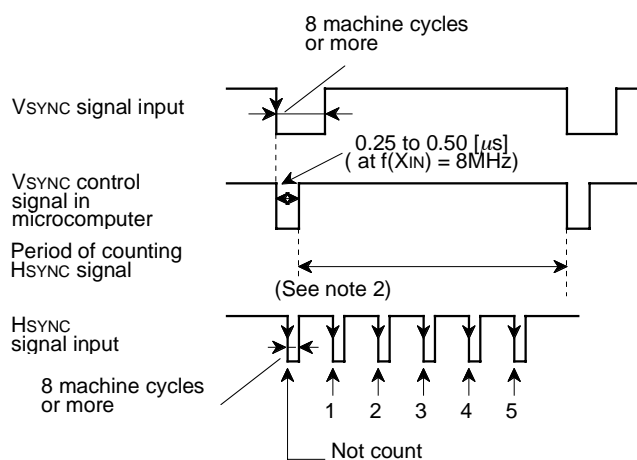 8 machine cycles
or more
VSYNC signal input
0.25 to 0.50 [μs]
( at f(XIN) = 8MHz)
VSYNC control
signal in
microcomputer
Period of counting
HSYNC signal
(See note 2)
HSYNC
signal input
8 machine cycles
or more
1 2 3 4 5
Not count